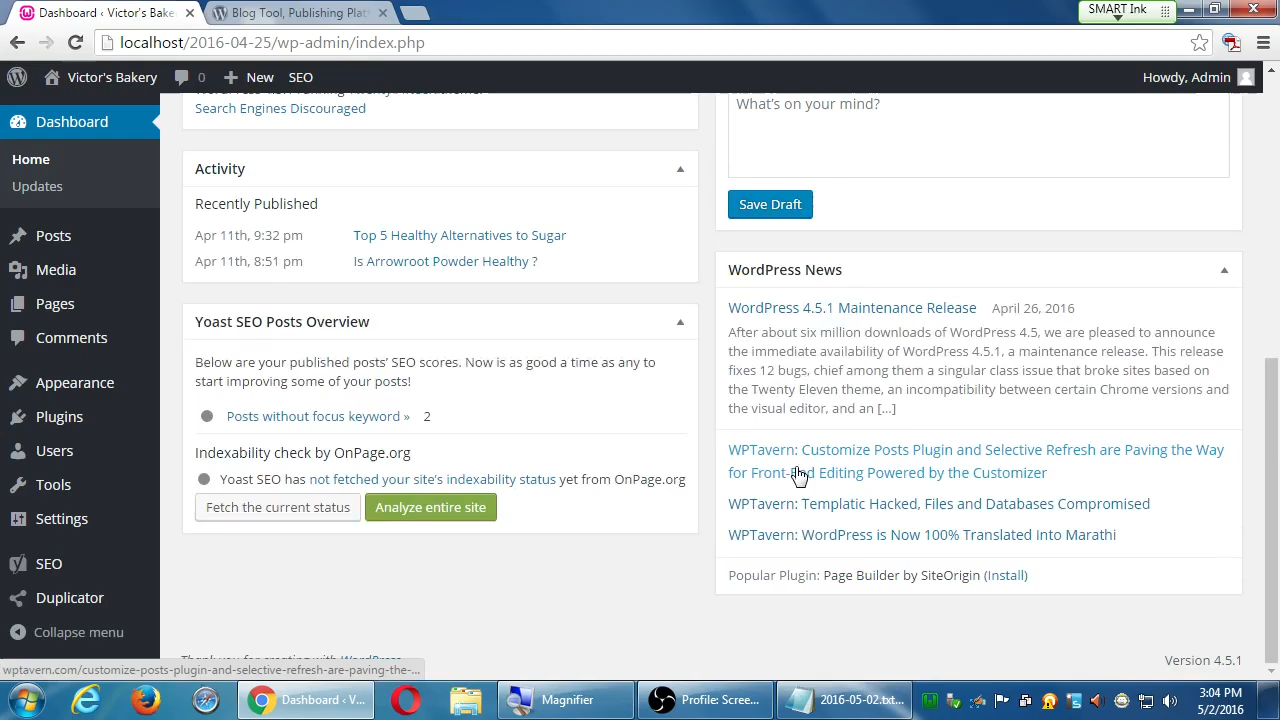 Dashboard ‹ Victor's Bake
Blog Tool, Publishing Plat
SMART Ink
localhost/2016-04-25/wp-admin/index.php
Victor's Bakery
0
New
SEO
Howdy, Admin
Dashboard
Home
Updates
Posts
Media
Pages
Comments
Appearance
Plugins
Users
Tools
Settings
SEO
Duplicator
Collapse menu
Search Engines Discouraged
Activity
Recently Published
Apr 11th, 9:32 pm Top 5 Healthy Alternatives to Sugar
Apr 11th, 8:51 pm Is Arrowroot Powder Healthy ?
Yoast SEO Posts Overview
Below are your published posts’ SEO scores. Now is as good a time as any to
start improving some of your posts!
Posts without focus keyword » 2
Indexability check by OnPage.org
Yoast SEO has not fetched your site's indexability status yet from OnPage.org
Fetch the current status
Analyze entire site
What's on your mind?
Save Draft
WordPress News
WordPress 4.5.1 Maintenance Release April 26, 2016
After about six million downloads of WordPress 4.5, we are pleased to announce
the immediate availability of WordPress 4.5.1, a maintenance release. This release
fixes 12 bugs, chief among them a singular class issue that broke sites based on
the Twenty Eleven theme, an incompatibility between certain Chrome versions and
the visual editor, and an […]
WPTavern: Customize Posts Plugin and Selective Refresh are Paving the Way
for Front-End Editing Powered by the Customizer
WPTavern: Templatic Hacked, Files and Databases Compromised
WPTavern: WordPress is Now 100% Translated Into Marathi
Popular Plugin: Page Builder by SiteOrigin (Install)
Version 4.5.1
wptavern.com/customize-posts-plugin-and-selective-refresh-are-paving-the-...
Dashboard ‹ V...
Magnifier
Profile: Scree...
2016-05-02.txt...
3:04 PM
5/2/2016